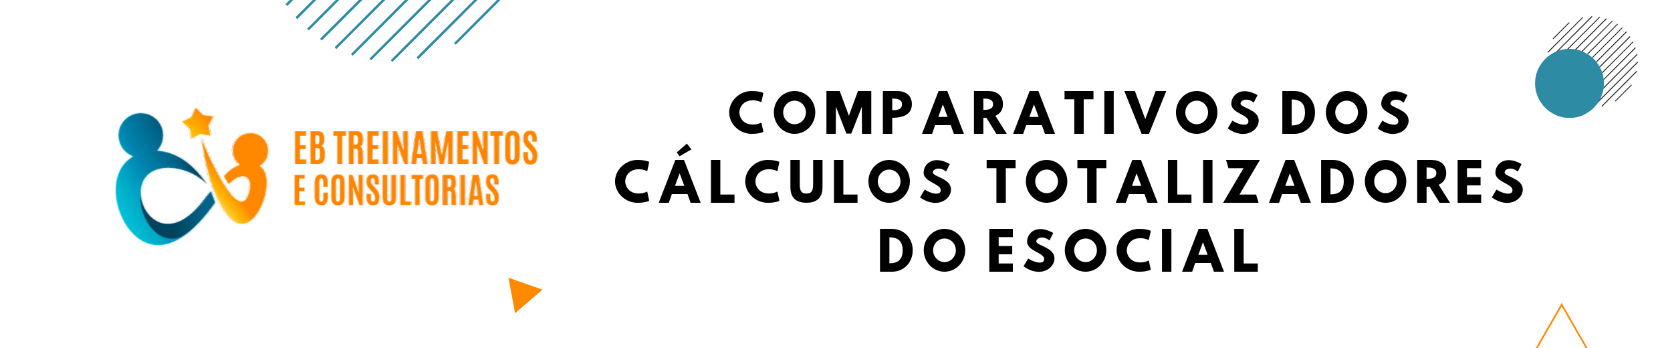 EB TREINAMENTOS
E CONSULTORIAS
COMPARATIVOS DOS
CÁLCULOS TOTALIZADORES
DO ESOCIAL